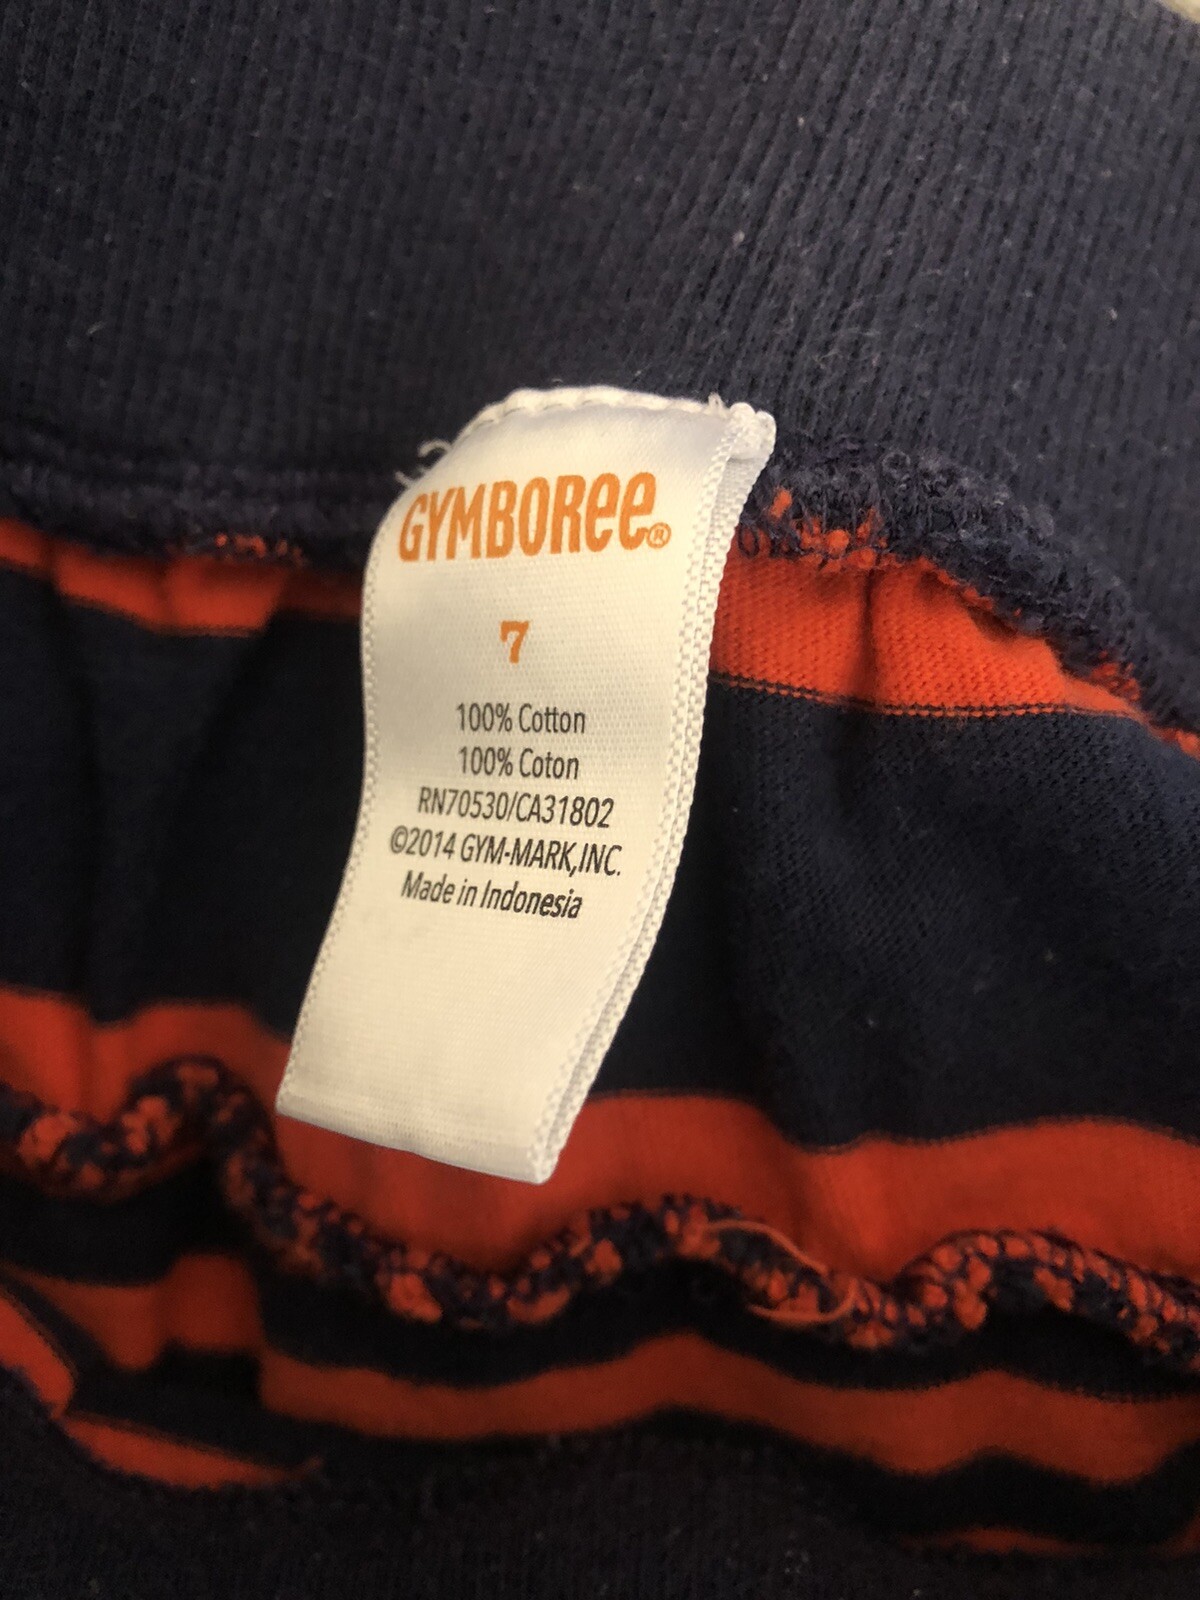 GYMBOREE®
7
100% Cotton
100% Coton
RN70530/CA31802
©2014 GYM-MARK,INC.
Made in Indonesia